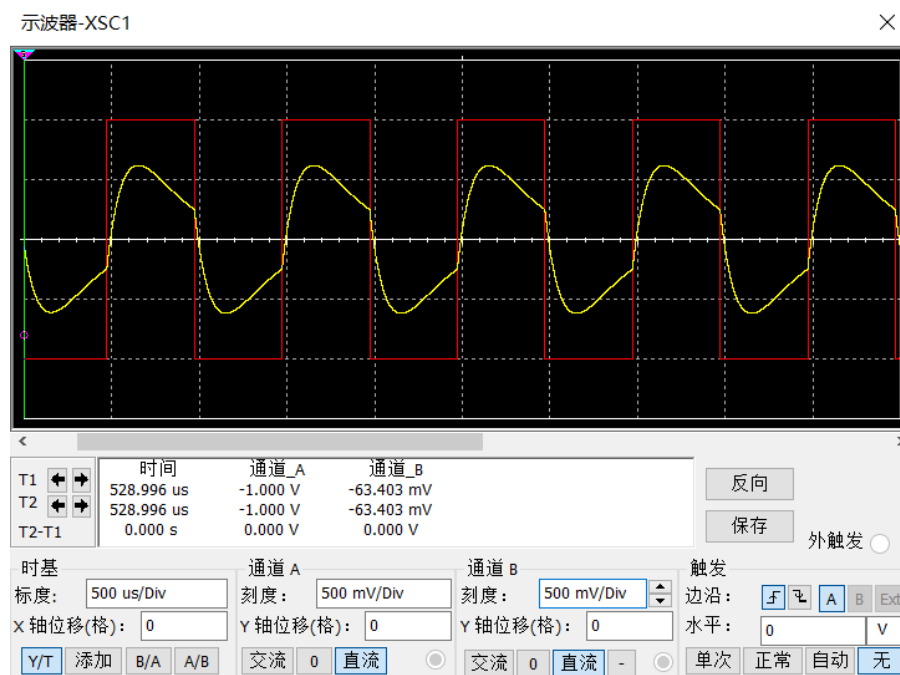 示波器-XSC1
时间 通道_A 通道_B
T1 528.996 us -1.000 V -63.403 mV
T2 528.996 us -1.000 V -63.403 mV
T2-T1 0.000 s 0.000 V 0.000 V
反向
保存
外触发
时基 通道 A 通道 B 触发
标度: 500 us/Div 刻度: 500 mV/Div 刻度: 500 mV/Div 边沿: A B Ext
X 轴位移(格): 0 Y 轴位移(格): 0 Y 轴位移(格): 0 水平: 0 V
Y/T 添加 B/A A/B 交流 0 直流 交流 0 直流 - 单次 正常 自动 无